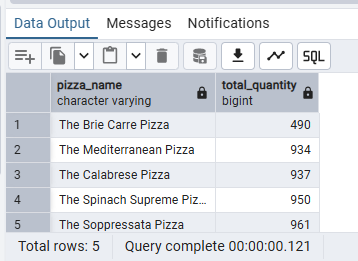 Data Output Messages Notifications
SQL
pizza_name total_quantity
character varying bigint
1 The Brie Carre Pizza 490
2 The Mediterranean Pizza 934
3 The Calabrese Pizza 937
4 The Spinach Supreme Piz... 950
5 The Soppressata Pizza 961
Total rows: 5 Query complete 00:00:00.121